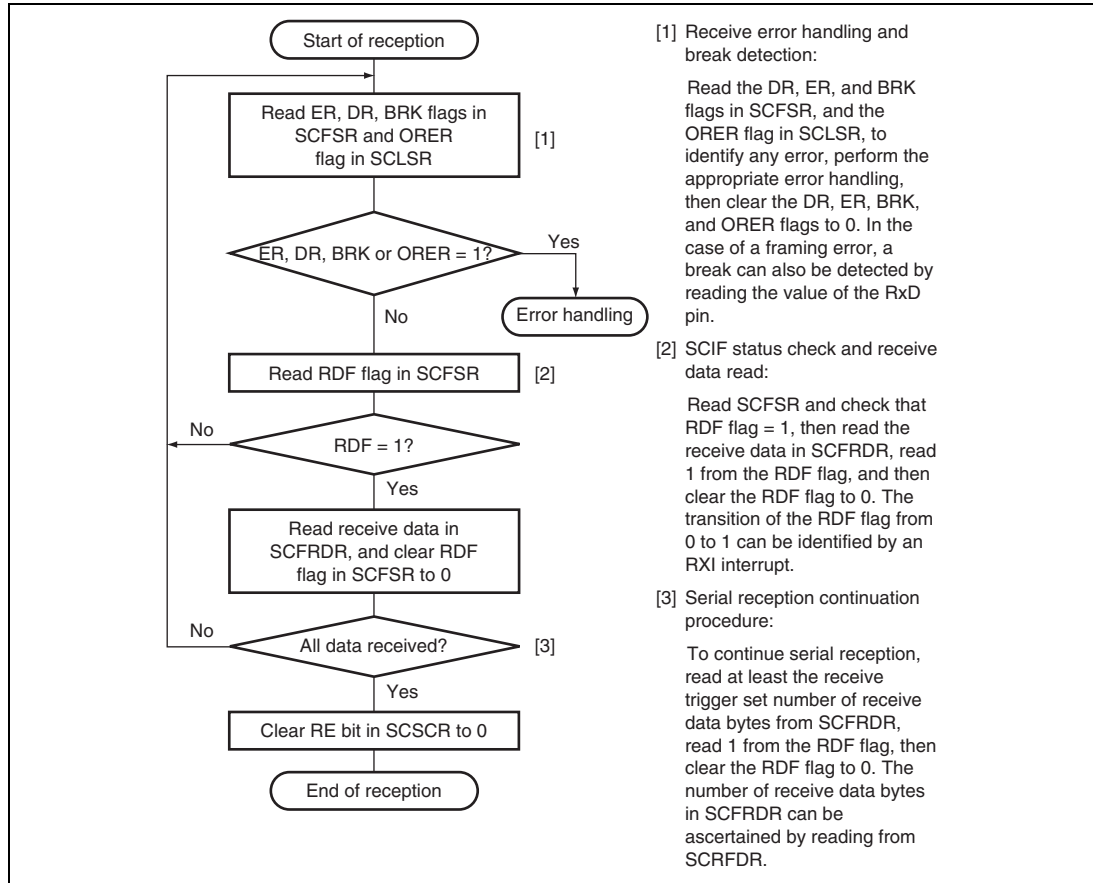 Start of reception
Read ER, DR, BRK flags in
SCFSR and ORER
flag in SCLSR
[1]
ER, DR, BRK or ORER = 1?
Yes
Error handling
No
Read RDF flag in SCFSR
[2]
No
RDF = 1?
Yes
Read receive data in
SCFRDR, and clear RDF
flag in SCFSR to 0
No
All data received?
[3]
Yes
Clear RE bit in SCSCR to 0
End of reception
[1] Receive error handling and
break detection:
Read the DR, ER, and BRK
flags in SCFSR, and the
ORER flag in SCLSR, to
identify any error, perform the
appropriate error handling,
then clear the DR, ER, BRK,
and ORER flags to 0. In the
case of a framing error, a
break can also be detected by
reading the value of the RxD
pin.
[2] SCIF status check and receive
data read:
Read SCFSR and check that
RDF flag = 1, then read the
receive data in SCFRDR, read
1 from the RDF flag, and then
clear the RDF flag to 0. The
transition of the RDF flag from
0 to 1 can be identified by an
RXI interrupt.
[3] Serial reception continuation
procedure:
To continue serial reception,
read at least the receive
trigger set number of receive
data bytes from SCFRDR,
read 1 from the RDF flag, then
clear the RDF flag to 0. The
number of receive data bytes
in SCFRDR can be
ascertained by reading from
SCRFDR.